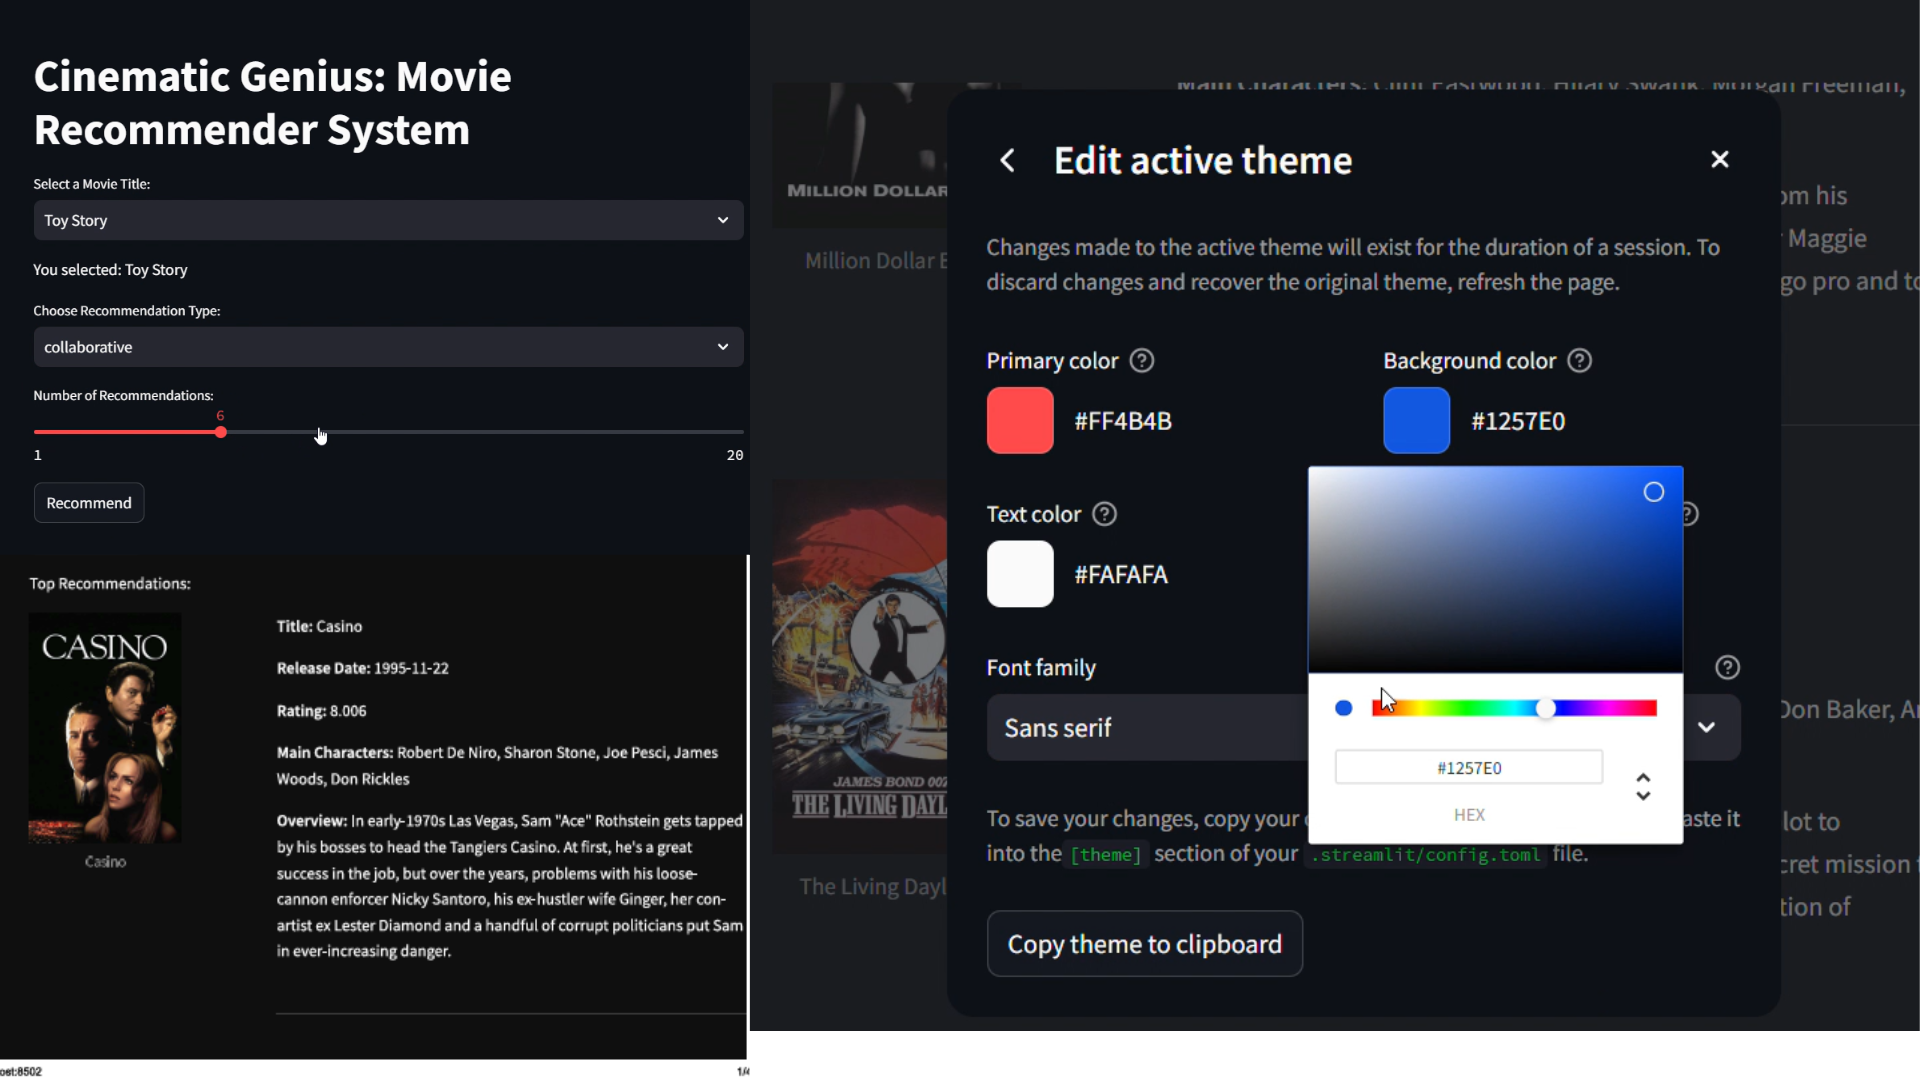 Cinematic Genius: Movie
Recommender System
Select a Movie Title:
Toy Story
You selected: Toy Story
Choose Recommendation Type:
collaborative
Number of Recommendations:
6
1
20
Recommend
Top Recommendations:
CASINO
Casino
Title: Casino
Release Date: 1995-11-22
Rating: 8.006
Main Characters: Robert De Niro, Sharon Stone, Joe Pesci, James
Woods, Don Rickles
Overview: In early-1970s Las Vegas, Sam "Ace" Rothstein gets tapped
by his bosses to head the Tangiers Casino. At first, he's a great
success in the job, but over the years, problems with his loose-
cannon enforcer Nicky Santoro, his ex-hustler wife Ginger, her con-
artist ex Lester Diamond and a handful of corrupt politicians put Sam
in ever-increasing danger.
ost:8502
1/4
Main Characters: Clint Eastwood, Hilary Swank, Morgan Freeman,
MILLION DOLLAR
Million Dollar
om his
Maggie
go pro and to
JAMES BOND 007
THE LIVING DAYL
The Living Dayl
Don Baker,
lot to
cret mission
tion of
Edit active theme
Changes made to the active theme will exist for the duration of a session. To
discard changes and recover the original theme, refresh the page.
Primary color ?
#FF4B4B
Background color ?
#1257E0
Text color ?
#FAFAFA
?
Font family
?
Sans serif
#1257E0
HEX
To save your changes, copy your aste it
into the [theme] section of your .streamlit/config.toml file.
Copy theme to clipboard